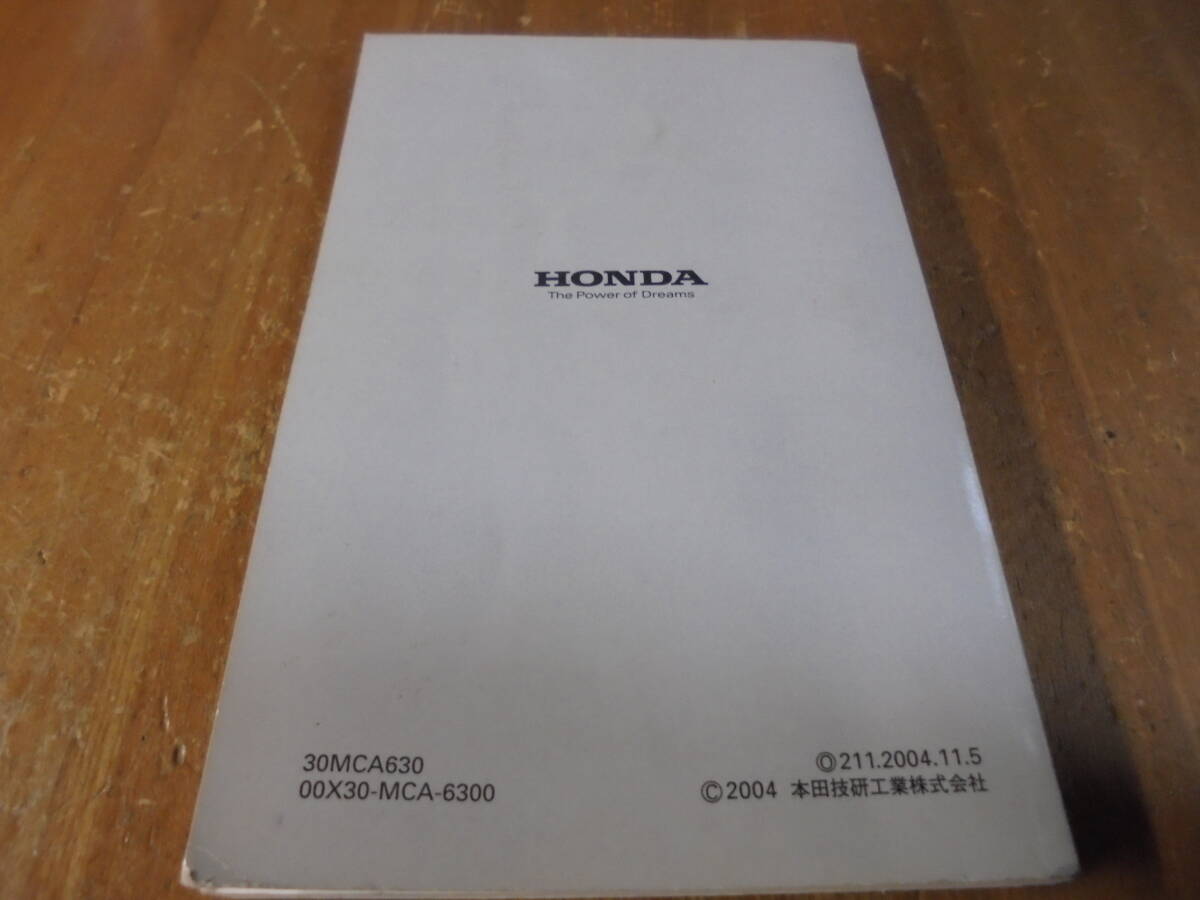 HONDA
The Power of Dreams
30MCA630
00X30-MCA-6300
Ⓞ211.2004.11.5
©2004 本田技研工業株式会社